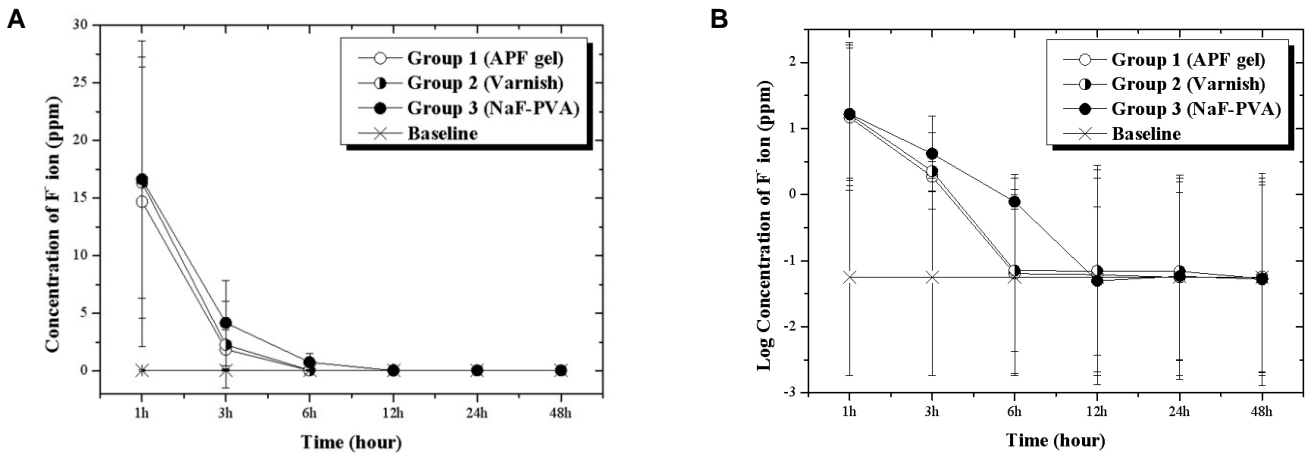 A
Concentration of F⁻ ion (ppm)
30
25
20
15
10
5
0
Group 1 (APF gel)
Group 2 (Varnish)
Group 3 (NaF-PVA)
Baseline
1h 3h 6h 12h 24h 48h
Time (hour)
B
Log Concentration of F⁻ ion (ppm)
2
1
0
-1
-2
-3
Group 1 (APF gel)
Group 2 (Varnish)
Group 3 (NaF-PVA)
Baseline
1h 3h 6h 12h 24h 48h
Time (hour)